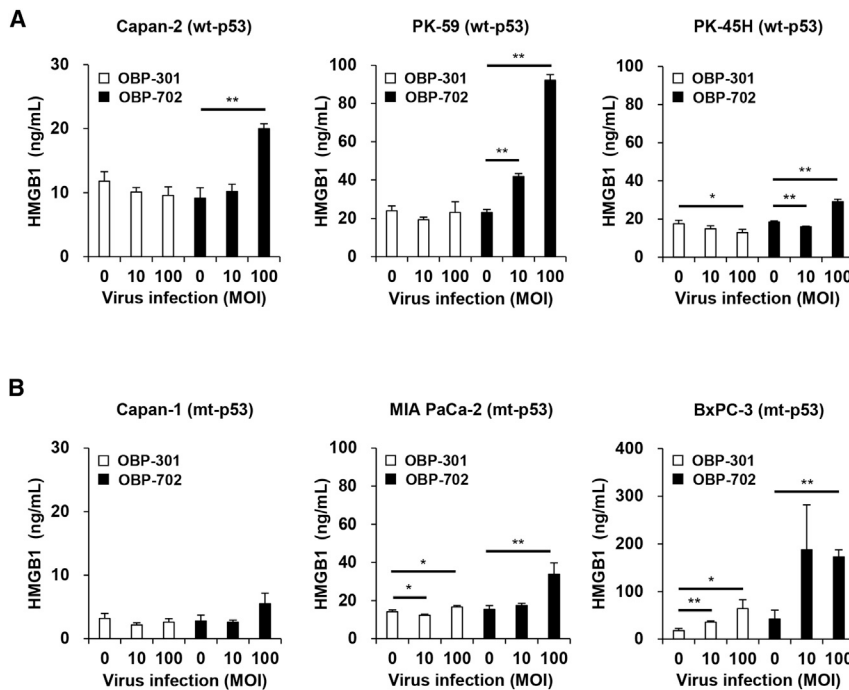 A
Capan-2 (wt-p53)
30
20
10
0
HMGB1 (ng/mL)
OBP-301
OBP-702
**
0 10 100 0 10 100
Virus infection (MOI)
PK-59 (wt-p53)
100
80
60
40
20
0
HMGB1 (ng/mL)
OBP-301
OBP-702
**
**
0 10 100 0 10 100
Virus infection (MOI)
PK-45H (wt-p53)
100
80
60
40
20
0
HMGB1 (ng/mL)
OBP-301
OBP-702
*
**
**
0 10 100 0 10 100
Virus infection (MOI)
B
Capan-1 (mt-p53)
30
20
10
0
HMGB1 (ng/mL)
OBP-301
OBP-702
0 10 100 0 10 100
Virus infection (MOI)
MIA PaCa-2 (mt-p53)
100
80
60
40
20
0
HMGB1 (ng/mL)
OBP-301
OBP-702
*
*
**
0 10 100 0 10 100
Virus infection (MOI)
BxPC-3 (mt-p53)
400
300
200
100
0
HMGB1 (ng/mL)
OBP-301
OBP-702
**
*
**
0 10 100 0 10 100
Virus infection (MOI)